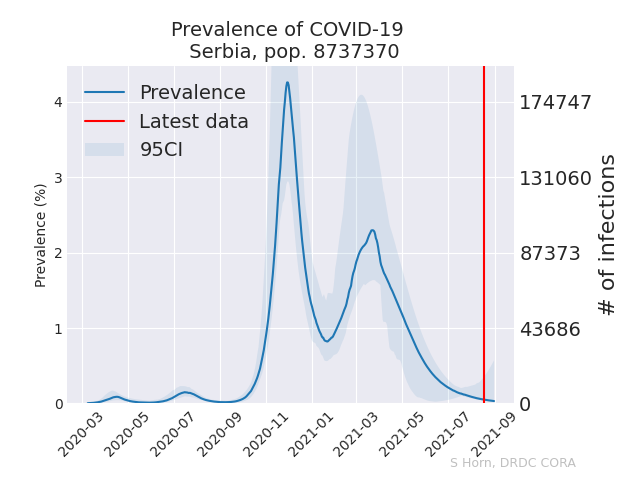 Prevalence of COVID-19
Serbia, pop. 8737370
Prevalence
Latest data
95CI
Prevalence (%)
4
3
2
1
0
174747
131060
87373
43686
0
# of infections
2020-03
2020-05
2020-07
2020-09
2020-11
2021-01
2021-03
2021-05
2021-07
2021-09
S Horn, DRDC CORA